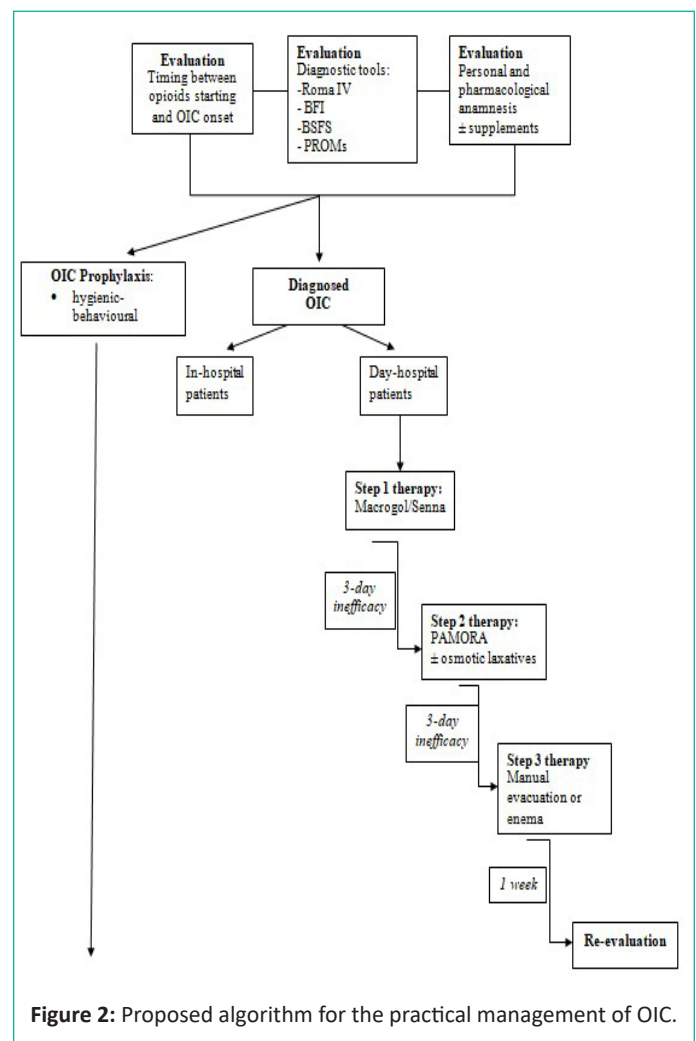 Evaluation
Timing between
opioids starting
and OIC onset
Evaluation
Diagnostic tools:
-Roma IV
- BFI
-BSFS
- PROMs
Evaluation
Personal and
pharmacological
anamnesis
± supplements
OIC Prophylaxis:
• hygienic-
behavioural
Diagnosed
OIC
In-hospital
patients
Day-hospital
patients
Step 1 therapy:
Macrogol/Senna
3-day
inefficacy
Step 2 therapy:
PAMORA
± osmotic laxatives
3-day
inefficacy
Step 3 therapy
Manual
evacuation or
enema
1 week
Re-evaluation
Figure 2: Proposed algorithm for the practical management of OIC.